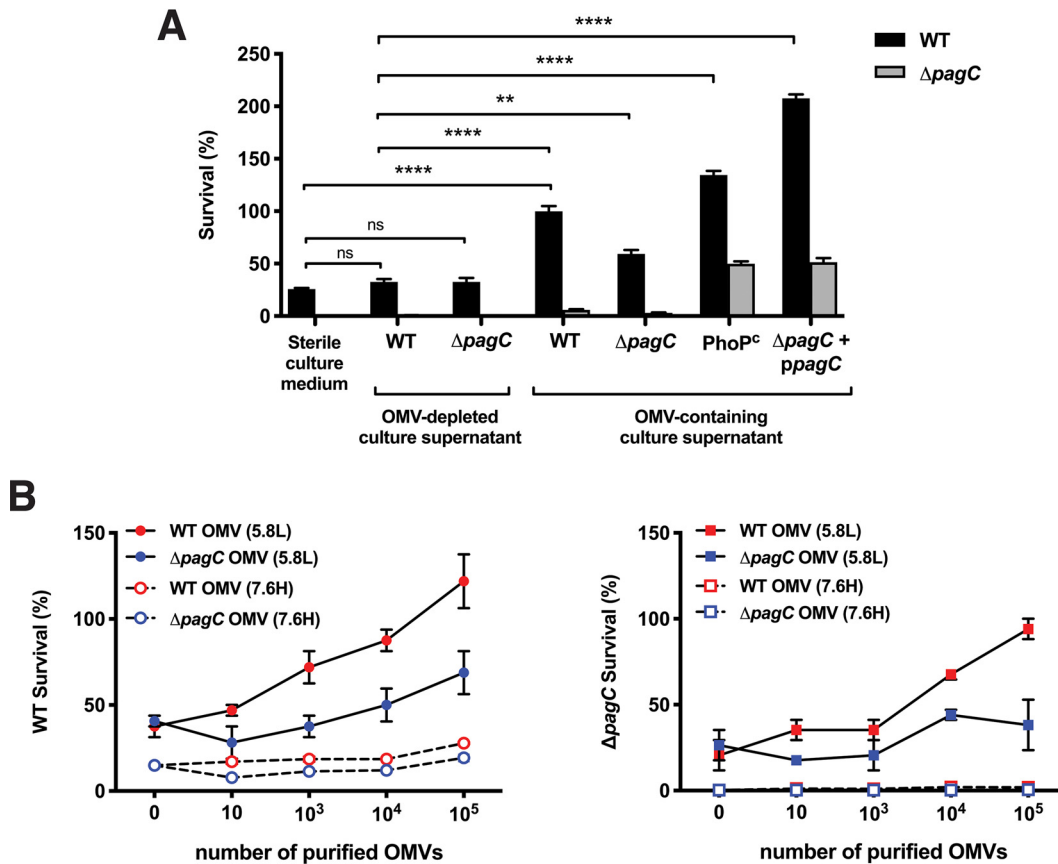 A
WT
ΔpagC
****
****
**
****
****
ns
ns
Survival (%)
250
200
150
100
50
0
Sterile culture medium
WT
ΔpagC
WT
ΔpagC
PhoPᶜ
ΔpagC + ppagC
OMV-depleted
culture supernatant
OMV-containing
culture supernatant
B
WT OMV (5.8L)
ΔpagC OMV (5.8L)
WT OMV (7.6H)
ΔpagC OMV (7.6H)
WT Survival (%)
150
100
50
0
0 10 10³ 10⁴ 10⁵
number of purified OMVs
WT OMV (5.8L)
ΔpagC OMV (5.8L)
WT OMV (7.6H)
ΔpagC OMV (7.6H)
ΔpagC Survival (%)
150
100
50
0
0 10 10³ 10⁴ 10⁵
number of purified OMVs